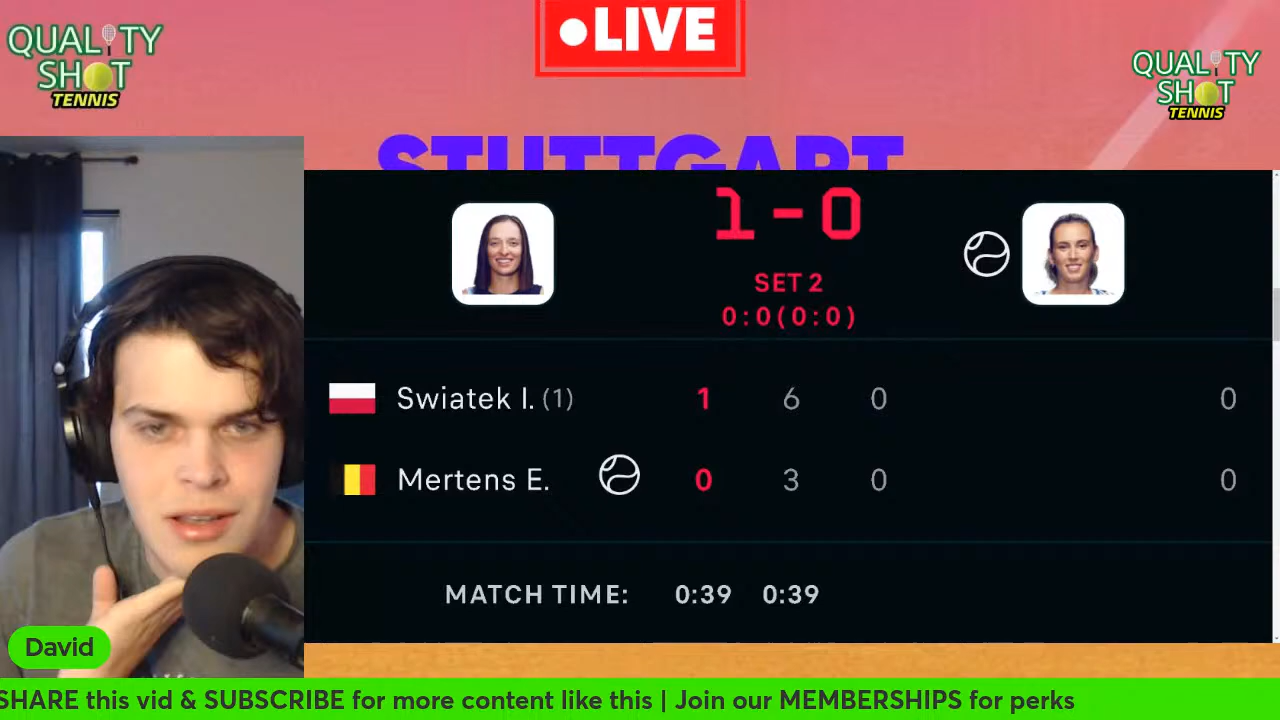 QUALITY
SHOT
TENNIS
LIVE
QUALITY
SHOT
TENNIS
STUTTGART
1-0
SET 2
0:0(0:0)
Swiatek I. (1) 1 6 0 0
Mertens E. 0 3 0 0
MATCH TIME: 0:39 0:39
David
SHARE this vid & SUBSCRIBE for more content like this | Join our MEMBERSHIPS for perks